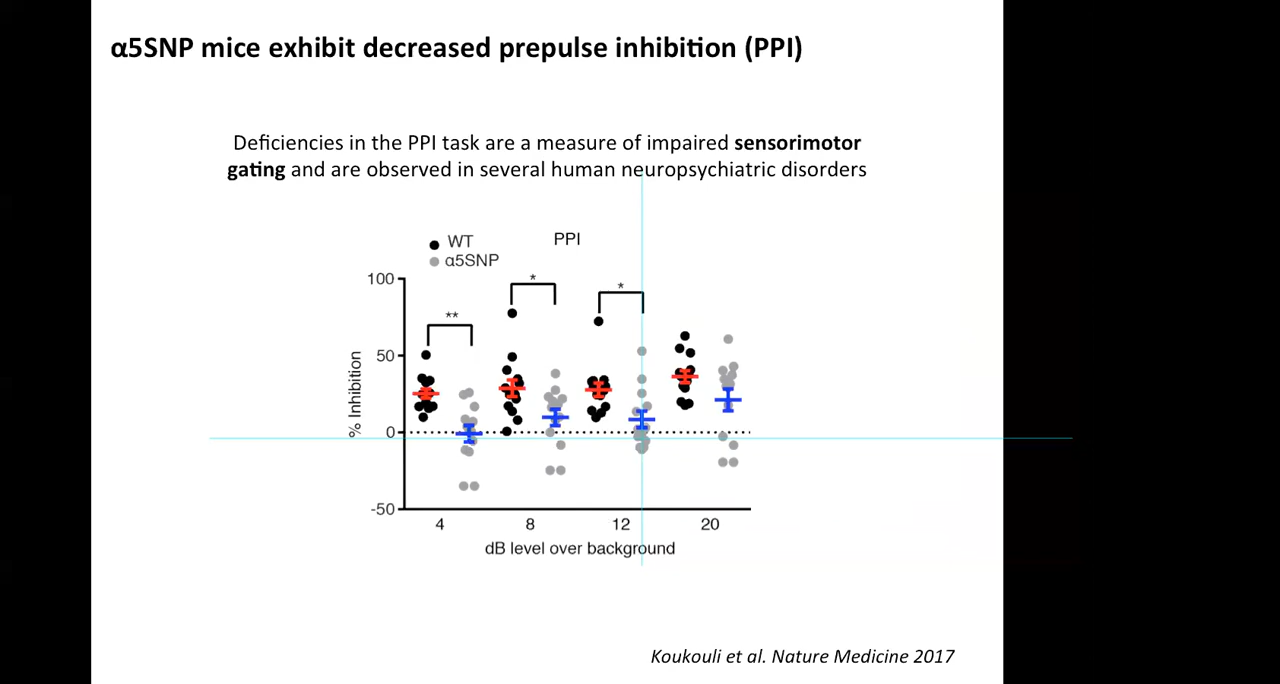 α5SNP mice exhibit decreased prepulse inhibition (PPI)
Deficiencies in the PPI task are a measure of impaired sensorimotor
gating and are observed in several human neuropsychiatric disorders
WT
PPI
α5SNP
100
*
*
**
50
% Inhibition
0
-50
4 8 12 20
dB level over background
Koukouli et al. Nature Medicine 2017